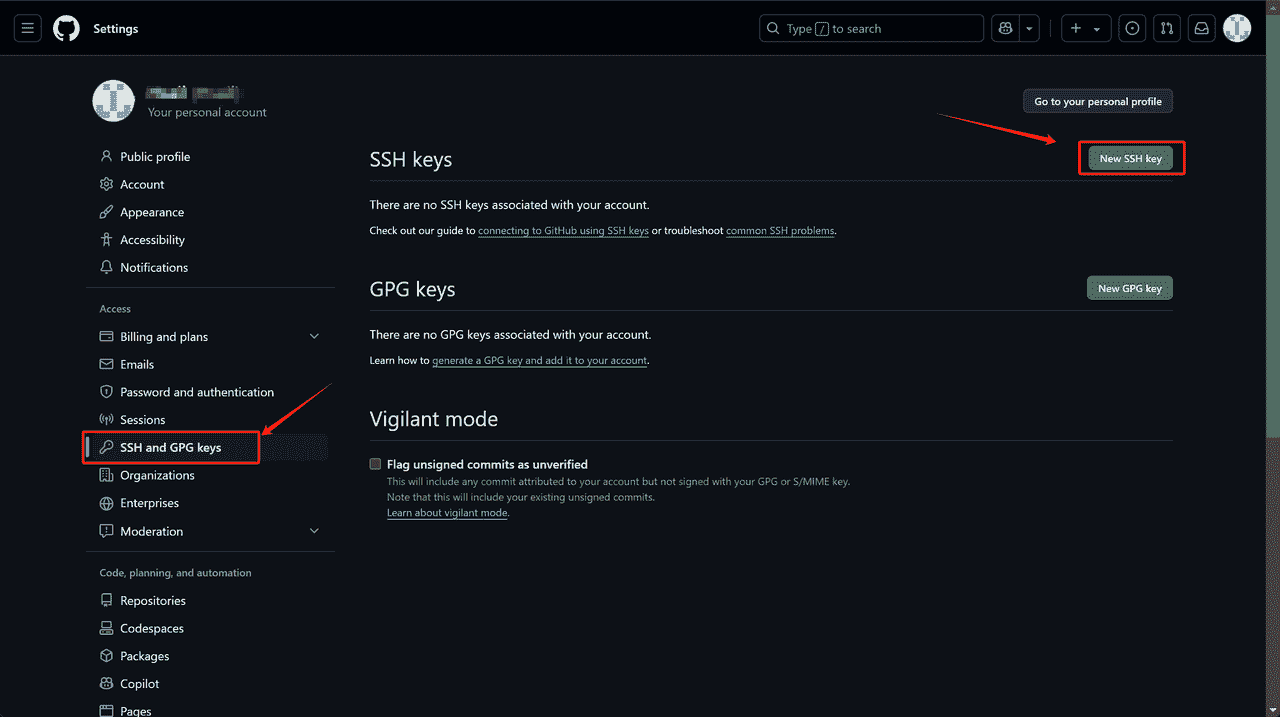 Settings
Type / to search
Your personal account
Go to your personal profile
Public profile
Account
Appearance
Accessibility
Notifications
Access
Billing and plans
Emails
Password and authentication
Sessions
SSH and GPG keys
Organizations
Enterprises
Moderation
Code, planning, and automation
Repositories
Codespaces
Packages
Copilot
Pages
SSH keys
New SSH key
There are no SSH keys associated with your account.
Check out our guide to connecting to GitHub using SSH keys or troubleshoot common SSH problems.
GPG keys
New GPG key
There are no GPG keys associated with your account.
Learn how to generate a GPG key and add it to your account.
Vigilant mode
Flag unsigned commits as unverified
This will include any commit attributed to your account but not signed with your GPG or S/MIME key.
Note that this will include your existing unsigned commits.
Learn about vigilant mode.